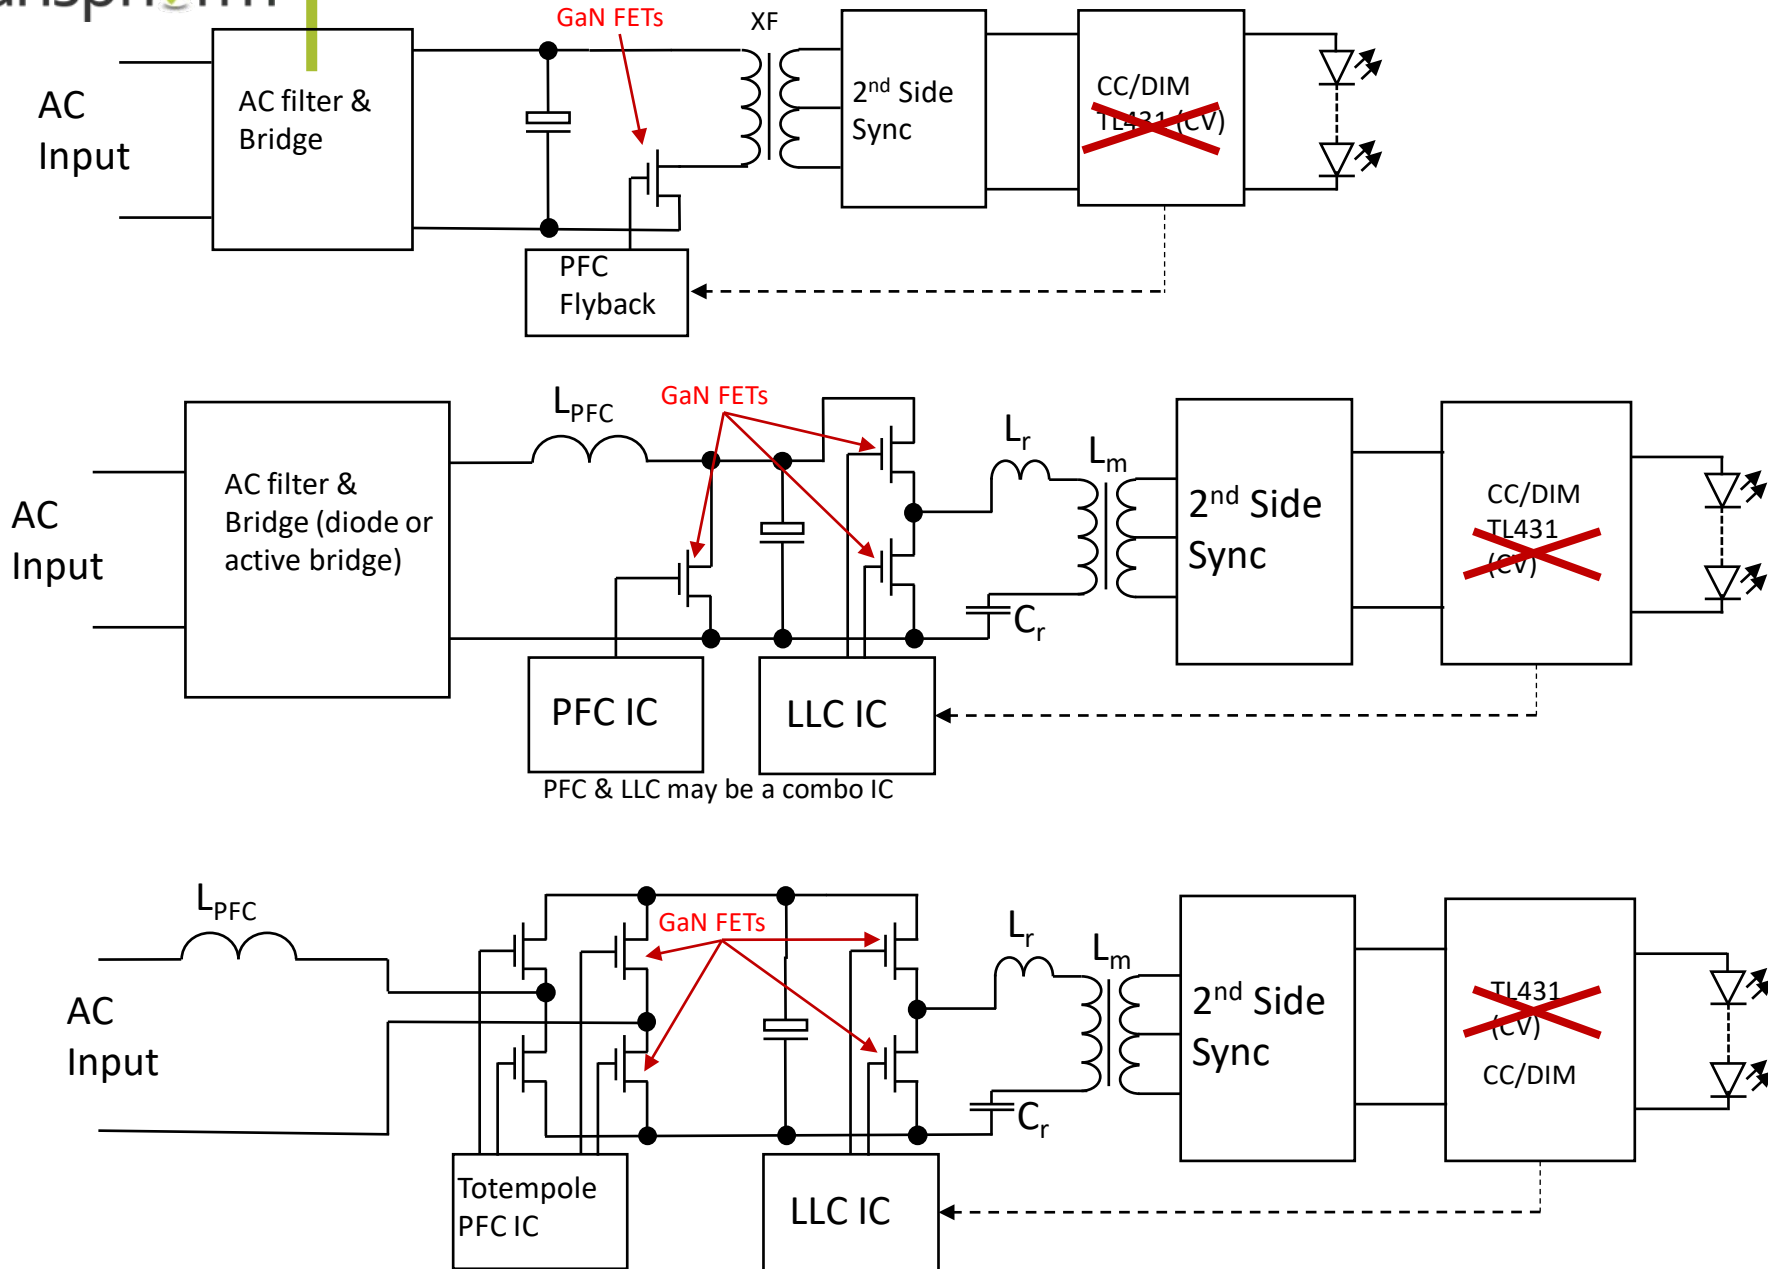 GaN FETs
XF
AC
Input
AC filter &
Bridge
2nd Side
Sync
CC/DIM
TL431 (CV)
PFC
Flyback
LPFC
GaN FETs
AC
Input
AC filter &
Bridge (diode or
active bridge)
Lr
Lm
Cr
2nd Side
Sync
CC/DIM
TL431
(CV)
PFC IC
LLC IC
PFC & LLC may be a combo IC
LPFC
GaN FETs
AC
Input
Lr
Lm
Cr
2nd Side
Sync
TL431
(CV)
CC/DIM
Totempole
PFC IC
LLC IC